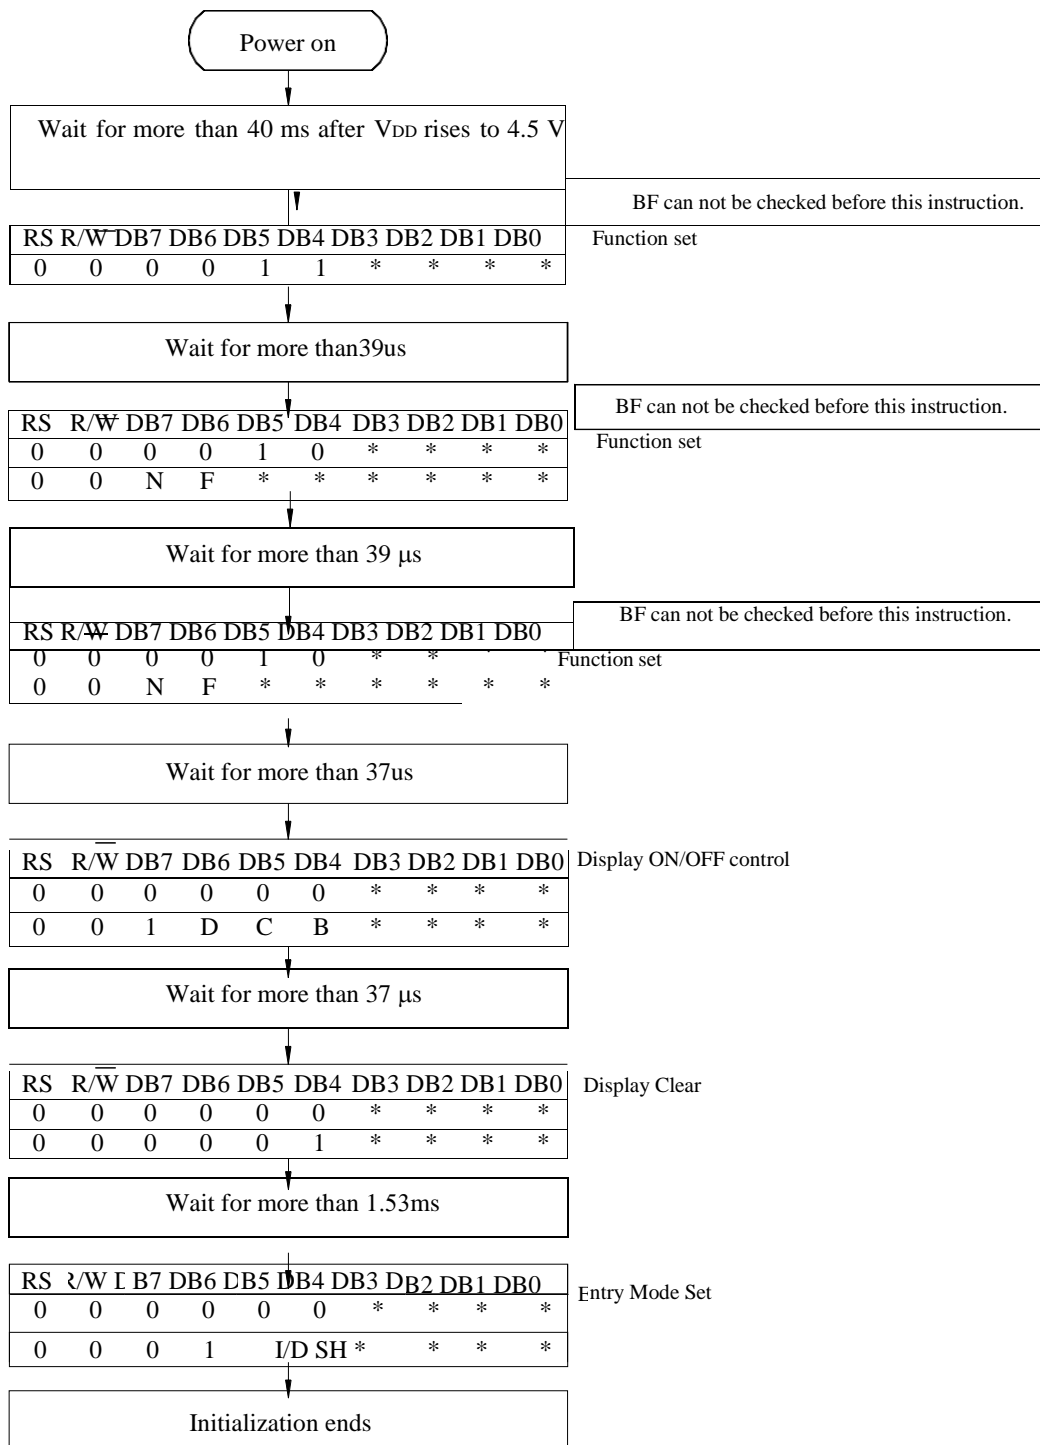 Power on
Wait for more than 40 ms after VDD rises to 4.5 V
BF can not be checked before this instruction.
RS R/W DB7 DB6 DB5 DB4 DB3 DB2 DB1 DB0
Function set
0 0 0 0 1 1 * * * *
Wait for more than39us
BF can not be checked before this instruction.
RS R/W DB7 DB6 DB5 DB4 DB3 DB2 DB1 DB0
Function set
0 0 0 0 1 0 * * * *
0 0 N F * * * * * *
Wait for more than 39 μs
BF can not be checked before this instruction.
RS R/W DB7 DB6 DB5 DB4 DB3 DB2 DB1 DB0
0 0 0 0 1 0 * *
Function set
0 0 N F * * * * * *
Wait for more than 37us
RS R/W DB7 DB6 DB5 DB4 DB3 DB2 DB1 DB0
Display ON/OFF control
0 0 0 0 0 0 * * * *
0 0 1 D C B * * * *
Wait for more than 37 μs
RS R/W DB7 DB6 DB5 DB4 DB3 DB2 DB1 DB0
Display Clear
0 0 0 0 0 0 * * * *
0 0 0 0 0 1 * * * *
Wait for more than 1.53ms
RS R/W DB7 DB6 DB5 DB4 DB3 DB2 DB1 DB0
Entry Mode Set
0 0 0 0 0 0 * * * *
0 0 0 1 I/D SH * * * *
Initialization ends